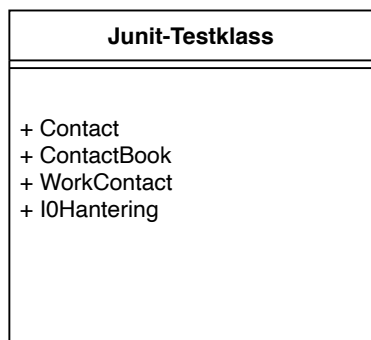 Junit-Testklass
+ Contact
+ ContactBook
+ WorkContact
+ I0Hantering